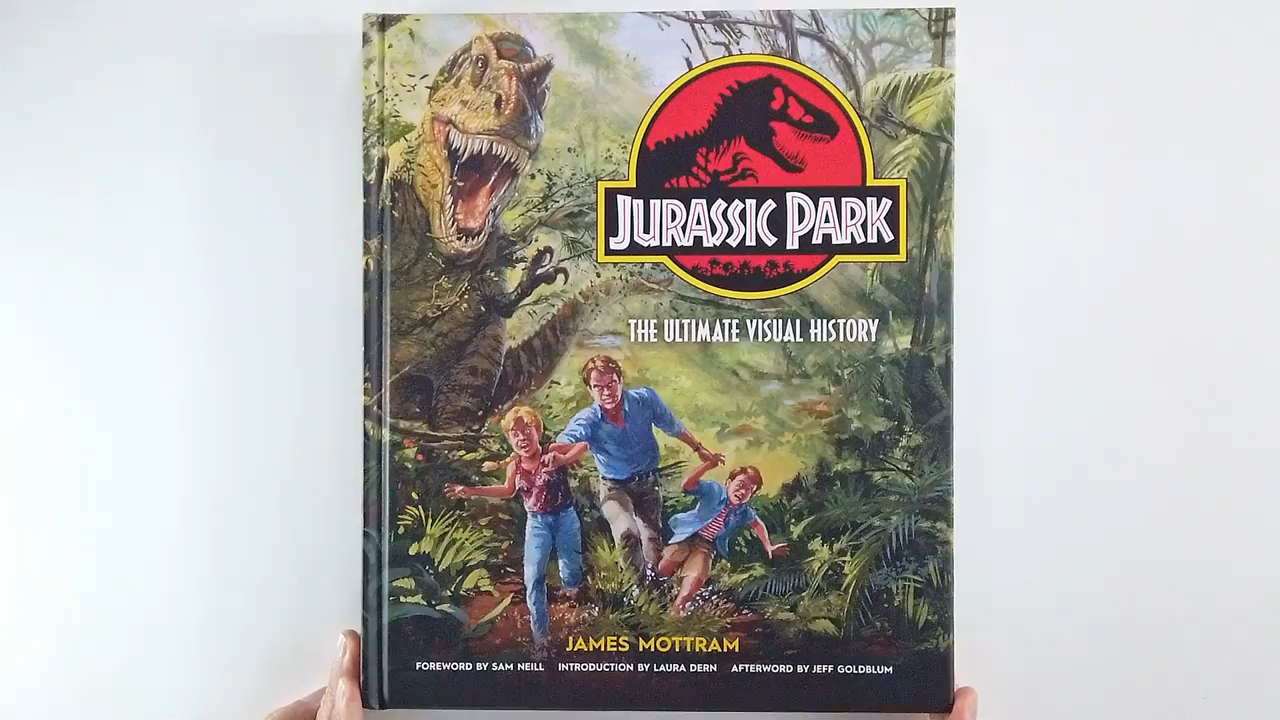 JURASSIC PARK
THE ULTIMATE VISUAL HISTORY
JAMES MOTTRAM
FOREWORD BY SAM NEILL INTRODUCTION BY LAURA DERN AFTERWORD BY JEFF GOLDBLUM